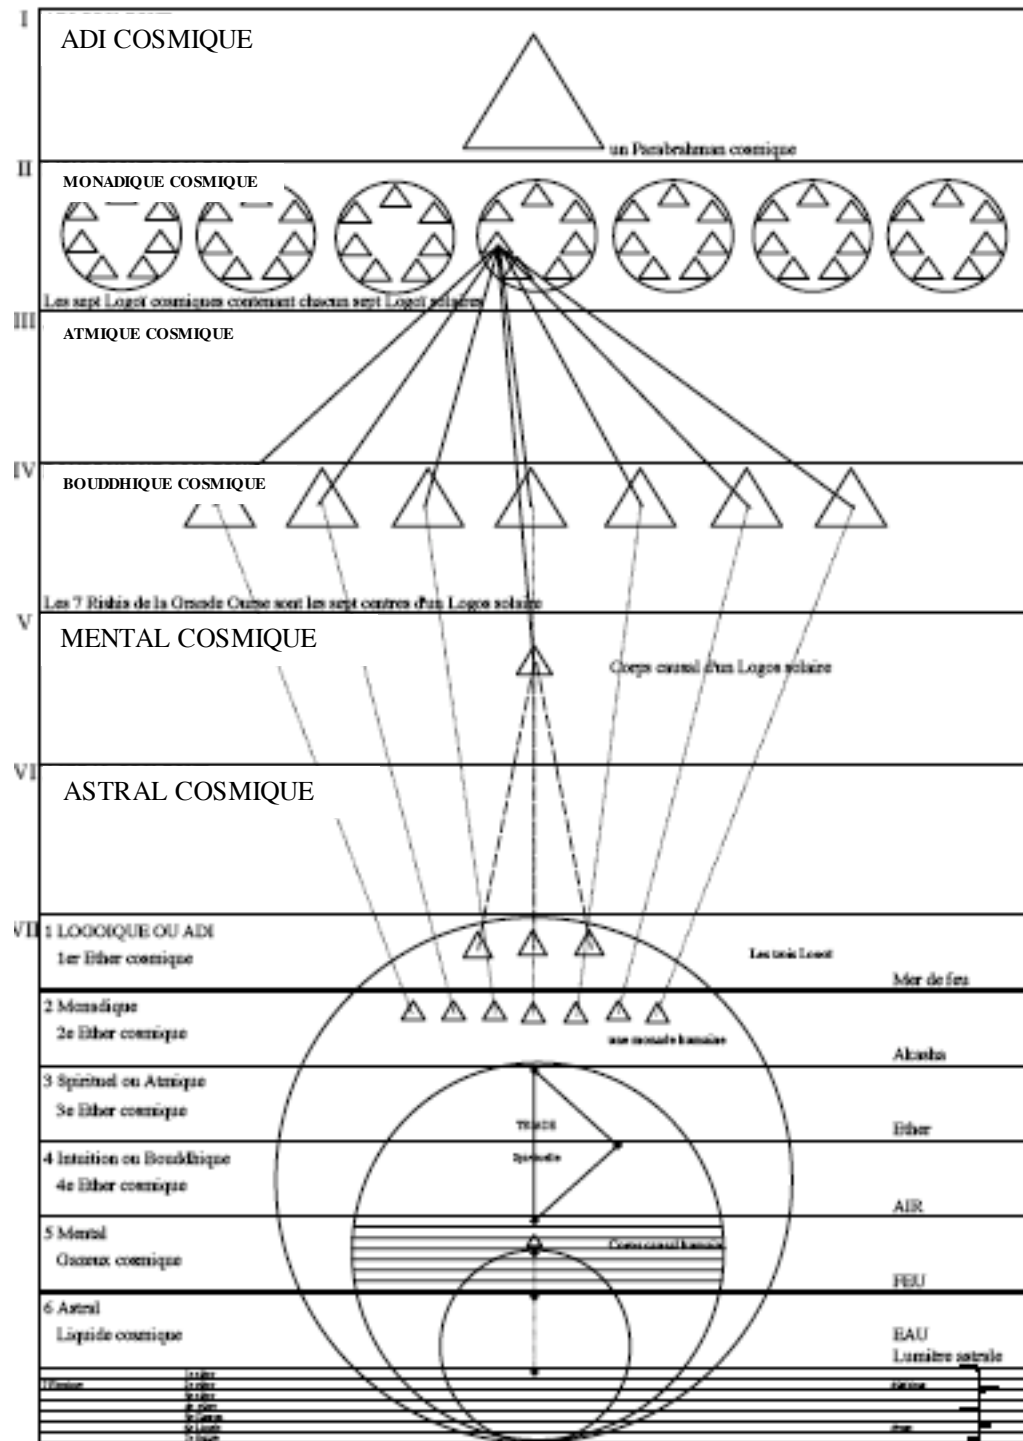 I
ADI COSMIQUE
un Parabrahman cosmique
II
MONADIQUE COSMIQUE
Les sept Logoï cosmiques contenant chacun sept Logoï solaires
III
ATMIQUE COSMIQUE
IV
BOUDDHIQUE COSMIQUE
Les 7 Rishis de la Grande Ourse sont les sept centres d'un Logos solaire
V
MENTAL COSMIQUE
Corps causal d'un Logos solaire
VI
ASTRAL COSMIQUE
VII
1 LOGOIQUE OU ADI
1er Ether cosmique
Les trois Logoï
Mer de feu
2 Monadique
2e Ether cosmique
une monade humaine
Akasha
3 Spirituel ou Atmique
3e Ether cosmique
TRIADE
Ether
4 Intuition ou Bouddhique
4e Ether cosmique
Spirituelle
AIR
5 Mental
Gazeux cosmique
Corps causal humain
FEU
6 Astral
Liquide cosmique
EAU
Lumière astrale